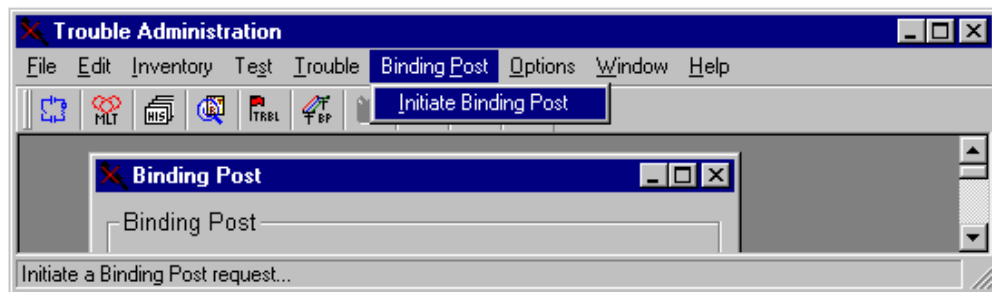 Trouble Administration
File Edit Inventory Test Trouble Binding Post Options Window Help
MLT HIS TRBL BP
Initiate Binding Post
Binding Post
Binding Post
Initiate a Binding Post request...